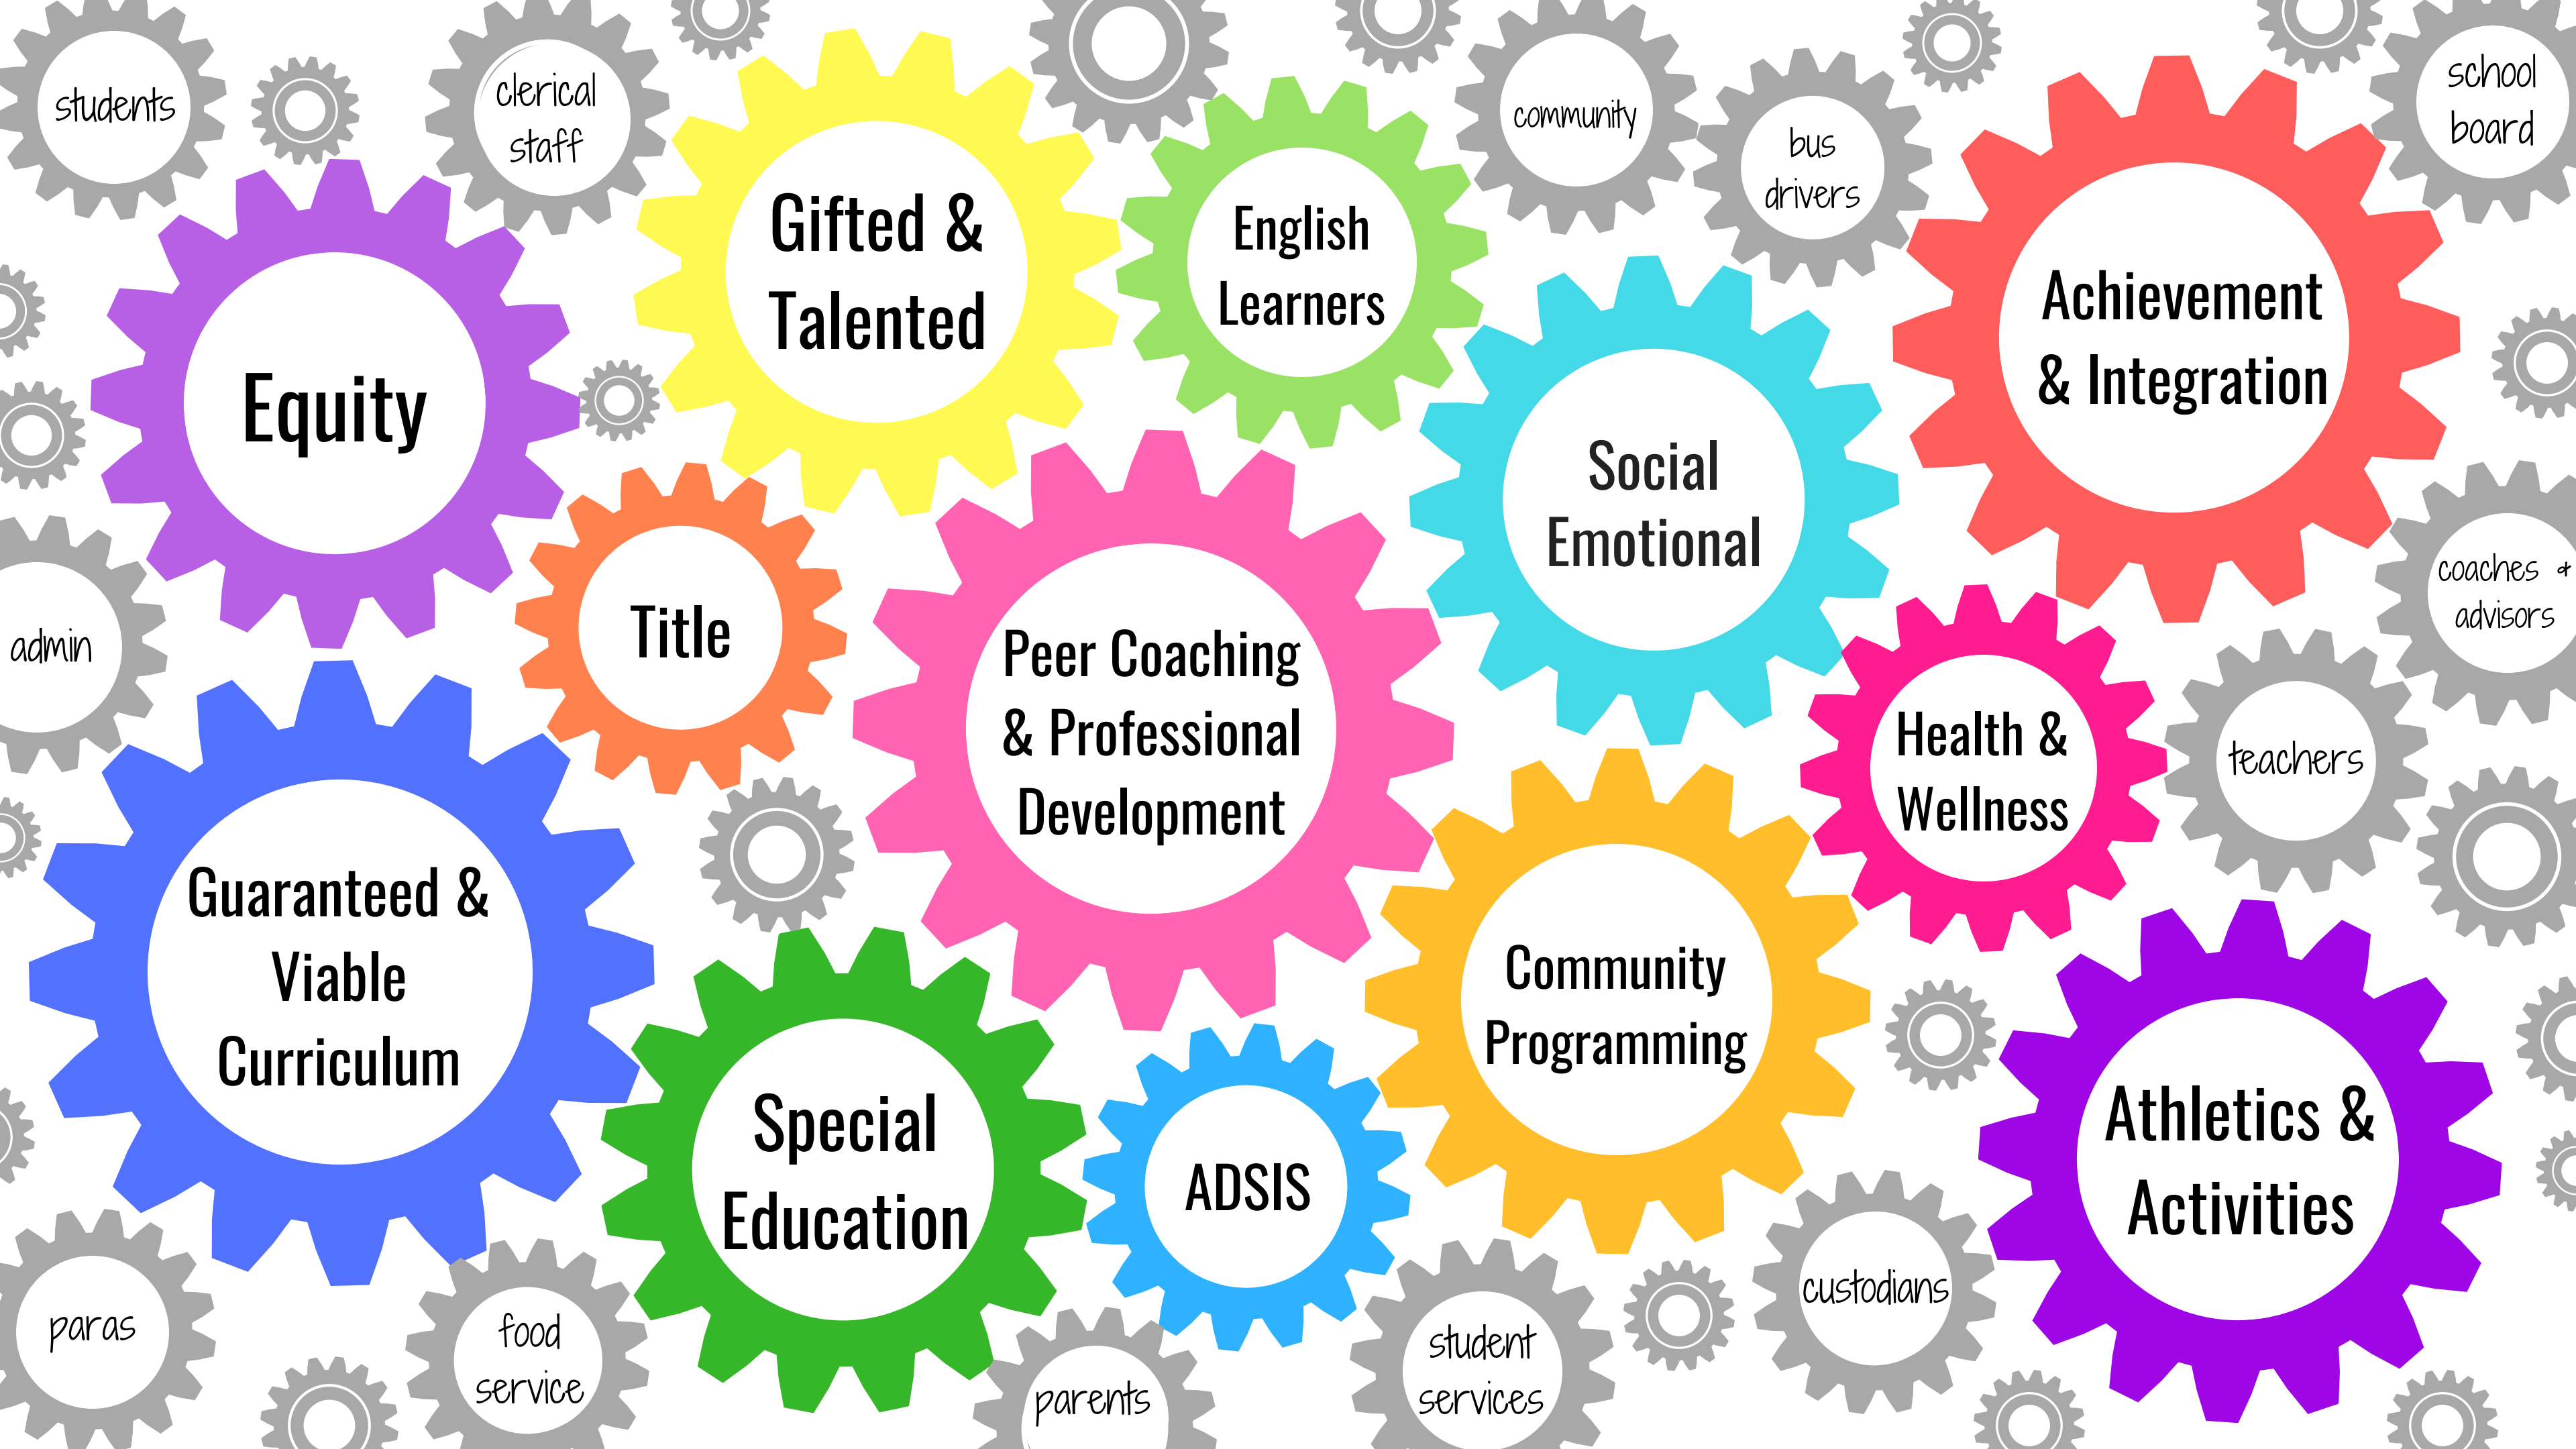 students
clerical
staff
community
bus
drivers
school
board
Gifted &
Talented
English
Learners
Achievement
& Integration
Equity
Social
Emotional
Title
admin
Peer Coaching
& Professional
Development
coaches &
advisors
Health &
Wellness
teachers
Guaranteed &
Viable
Curriculum
Community
Programming
Special
Education
ADSIS
Athletics &
Activities
paras
food
service
parents
student
services
custodians